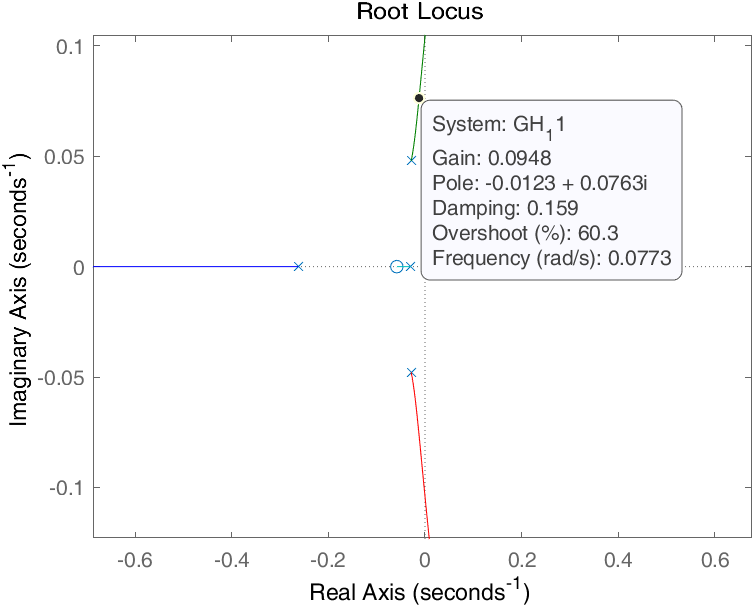 Root Locus
0.1
0.05
0
-0.05
-0.1
Imaginary Axis (seconds⁻¹)
System: GH₁1
Gain: 0.0948
Pole: -0.0123 + 0.0763i
Damping: 0.159
Overshoot (%): 60.3
Frequency (rad/s): 0.0773
-0.6
-0.4
-0.2
0
0.2
0.4
0.6
Real Axis (seconds⁻¹)